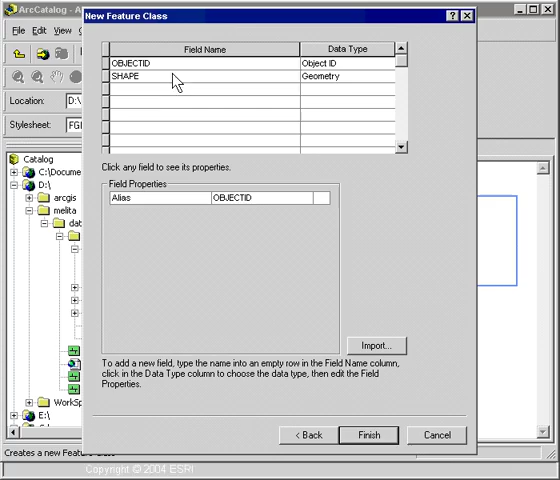 ArcCatalog - A
New Feature Class
File Edit View
Location: D:\
Stylesheet: FG
Field Name Data Type
OBJECTID Object ID
SHAPE Geometry
Click any field to see its properties.
Field Properties
Alias OBJECTID
Catalog
C:\Docume
D:\
arcgis
melita
dat
WorkSp
E:\
Import...
To add a new field, type the name into an empty row in the Field Name column,
click in the Data Type column to choose the data type, then edit the Field
Properties.
< Back Finish Cancel
Creates a new Feature Class
Copyright © 2004 ESRI